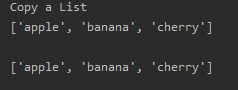 Copy a List
['apple', 'banana', 'cherry']
['apple', 'banana', 'cherry']